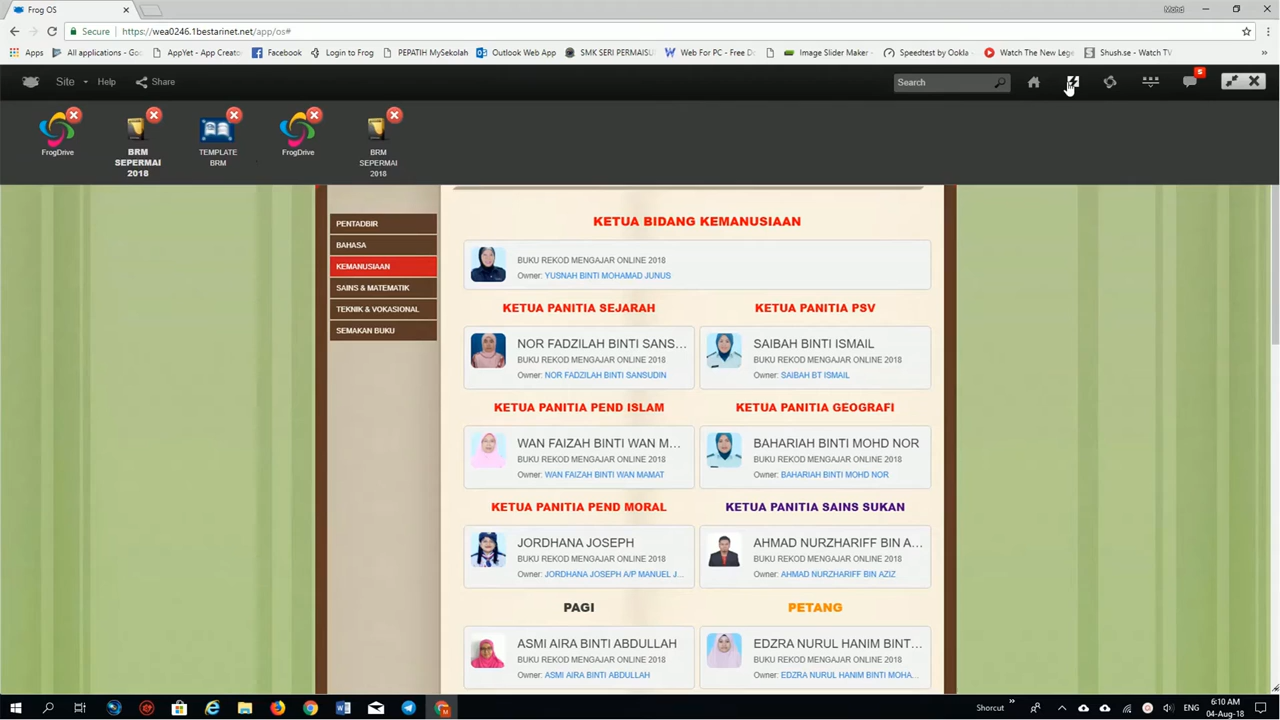 Frog OS
Mohd
Secure
https://wea0246.1bestarinet.net/app/os#
Apps
All applications - Goo
AppYet - App Creator
Facebook
Login to Frog
PEPATIH MySekolah
Outlook Web App
SMK SERI PERMAISU
Web For PC - Free D
Image Slider Maker -
Speedtest by Ookla -
Watch The New Lege
Shush.se - Watch TV
Site
Help
Share
Search
5
FrogDrive
BRM
SEPERMAI
2018
TEMPLATE
BRM
FrogDrive
BRM
SEPERMAI
2018
PENTADBIR
BAHASA
KEMANUSIAAN
SAINS & MATEMATIK
TEKNIK & VOKASIONAL
SEMAKAN BUKU
KETUA BIDANG KEMANUSIAAN
BUKU REKOD MENGAJAR ONLINE 2018
Owner: YUSNAH BINTI MOHAMAD JUNUS
KETUA PANITIA SEJARAH
KETUA PANITIA PSV
NOR FADZILAH BINTI SANS...
BUKU REKOD MENGAJAR ONLINE 2018
Owner: NOR FADZILAH BINTI SANSUDIN
SAIBAH BINTI ISMAIL
BUKU REKOD MENGAJAR ONLINE 2018
Owner: SAIBAH BT ISMAIL
KETUA PANITIA PEND ISLAM
KETUA PANITIA GEOGRAFI
WAN FAIZAH BINTI WAN M...
BUKU REKOD MENGAJAR ONLINE 2018
Owner: WAN FAIZAH BINTI WAN MAMAT
BAHARIAH BINTI MOHD NOR
BUKU REKOD MENGAJAR ONLINE 2018
Owner: BAHARIAH BINTI MOHD NOR
KETUA PANITIA PEND MORAL
KETUA PANITIA SAINS SUKAN
JORDHANA JOSEPH
BUKU REKOD MENGAJAR ONLINE 2018
Owner: JORDHANA JOSEPH A/P MANUEL J...
AHMAD NURZHARIFF BIN A...
BUKU REKOD MENGAJAR ONLINE 2018
Owner: AHMAD NURZHARIFF BIN AZIZ
PAGI
PETANG
ASMI AIRA BINTI ABDULLAH
BUKU REKOD MENGAJAR ONLINE 2018
Owner: ASMI AIRA BINTI ABDULLAH
EDZRA NURUL HANIM BINT...
BUKU REKOD MENGAJAR ONLINE 2018
Owner: EDZRA NURUL HANIM BINTI MOHA...
Shorcut
ENG
6:10 AM
04-Aug-18